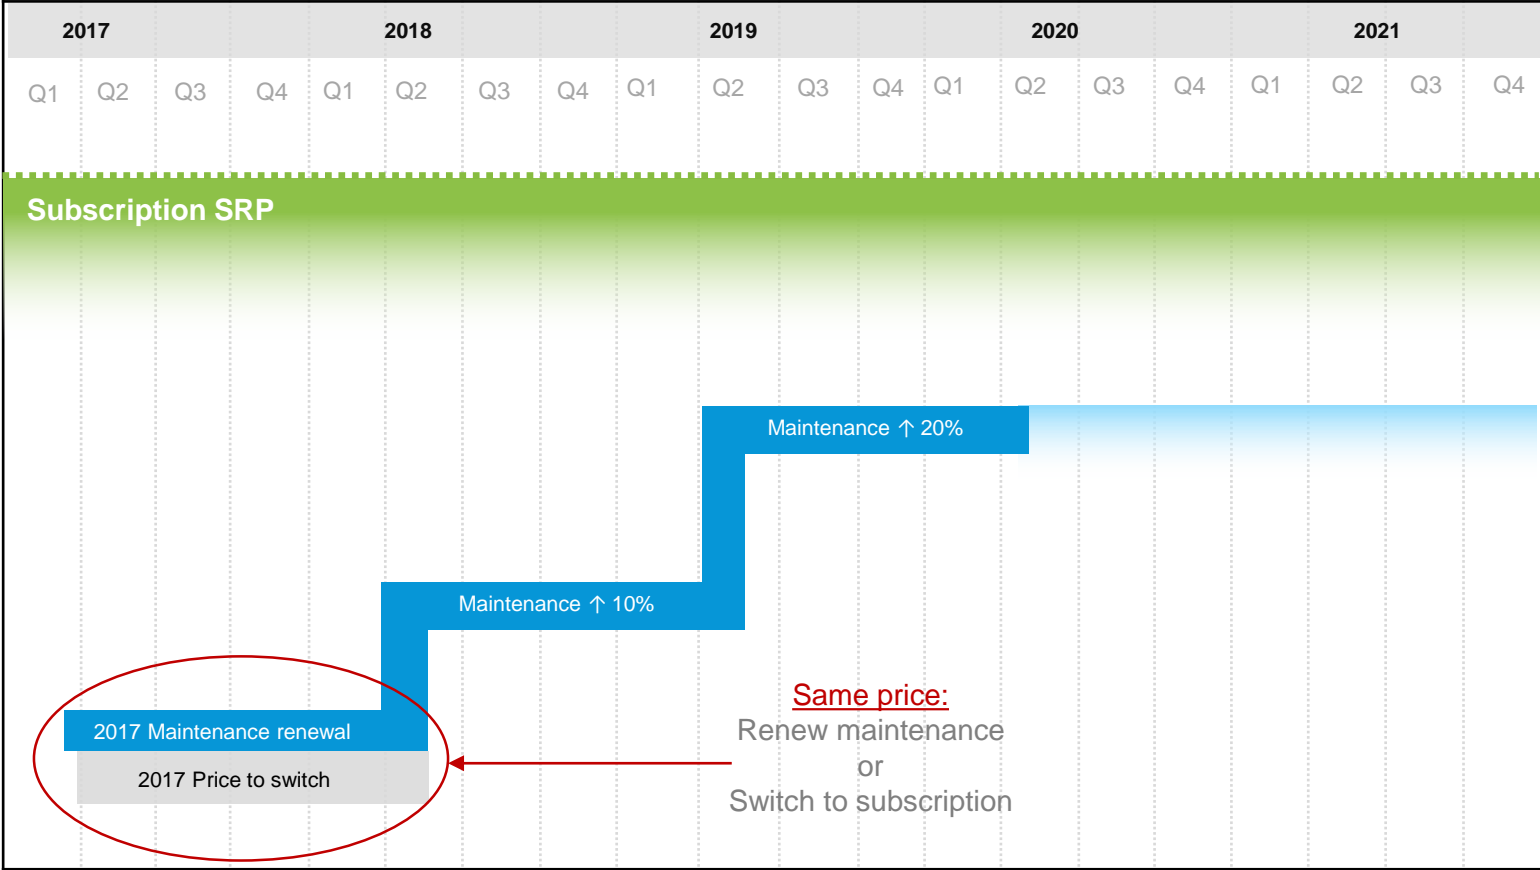 2017 2018 2019 2020 2021
Q1 Q2 Q3 Q4 Q1 Q2 Q3 Q4 Q1 Q2 Q3 Q4 Q1 Q2 Q3 Q4 Q1 Q2 Q3 Q4
Subscription SRP
Maintenance ↑ 20%
Maintenance ↑ 10%
2017 Maintenance renewal
2017 Price to switch
Same price:
Renew maintenance
or
Switch to subscription